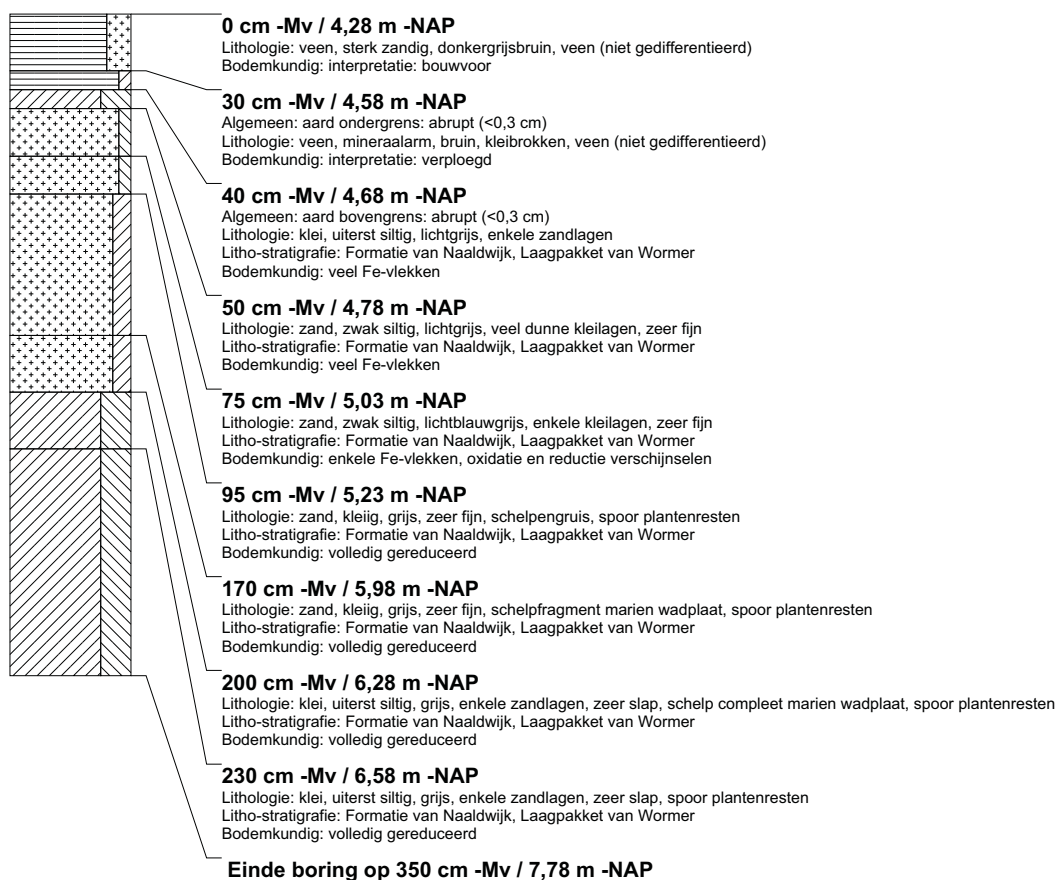 0 cm -Mv / 4,28 m -NAP
Lithologie: veen, sterk zandig, donkergrijsbruin, veen (niet gedifferentieerd)
Bodemkundig: interpretatie: bouwvoor
30 cm -Mv / 4,58 m -NAP
Algemeen: aard ondergrens: abrupt (<0,3 cm)
Lithologie: veen, mineraalarm, bruin, kleibrokken, veen (niet gedifferentieerd)
Bodemkundig: interpretatie: verploegd
40 cm -Mv / 4,68 m -NAP
Algemeen: aard bovengrens: abrupt (<0,3 cm)
Lithologie: klei, uiterst siltig, lichtgrijs, enkele zandlagen
Litho-stratigrafie: Formatie van Naaldwijk, Laagpakket van Wormer
Bodemkundig: veel Fe-vlekken
50 cm -Mv / 4,78 m -NAP
Lithologie: zand, zwak siltig, lichtgrijs, veel dunne kleilagen, zeer fijn
Litho-stratigrafie: Formatie van Naaldwijk, Laagpakket van Wormer
Bodemkundig: veel Fe-vlekken
75 cm -Mv / 5,03 m -NAP
Lithologie: zand, zwak siltig, lichtblauwgrijs, enkele kleilagen, zeer fijn
Litho-stratigrafie: Formatie van Naaldwijk, Laagpakket van Wormer
Bodemkundig: enkele Fe-vlekken, oxidatie en reductie verschijnselen
95 cm -Mv / 5,23 m -NAP
Lithologie: zand, kleiig, grijs, zeer fijn, schelpengruis, spoor plantenresten
Litho-stratigrafie: Formatie van Naaldwijk, Laagpakket van Wormer
Bodemkundig: volledig gereduceerd
170 cm -Mv / 5,98 m -NAP
Lithologie: zand, kleiig, grijs, zeer fijn, schelpfragment marien wadplaat, spoor plantenresten
Litho-stratigrafie: Formatie van Naaldwijk, Laagpakket van Wormer
Bodemkundig: volledig gereduceerd
200 cm -Mv / 6,28 m -NAP
Lithologie: klei, uiterst siltig, grijs, enkele zandlagen, zeer slap, schelp compleet marien wadplaat, spoor plantenresten
Litho-stratigrafie: Formatie van Naaldwijk, Laagpakket van Wormer
Bodemkundig: volledig gereduceerd
230 cm -Mv / 6,58 m -NAP
Lithologie: klei, uiterst siltig, grijs, enkele zandlagen, zeer slap, spoor plantenresten
Litho-stratigrafie: Formatie van Naaldwijk, Laagpakket van Wormer
Bodemkundig: volledig gereduceerd
Einde boring op 350 cm -Mv / 7,78 m -NAP